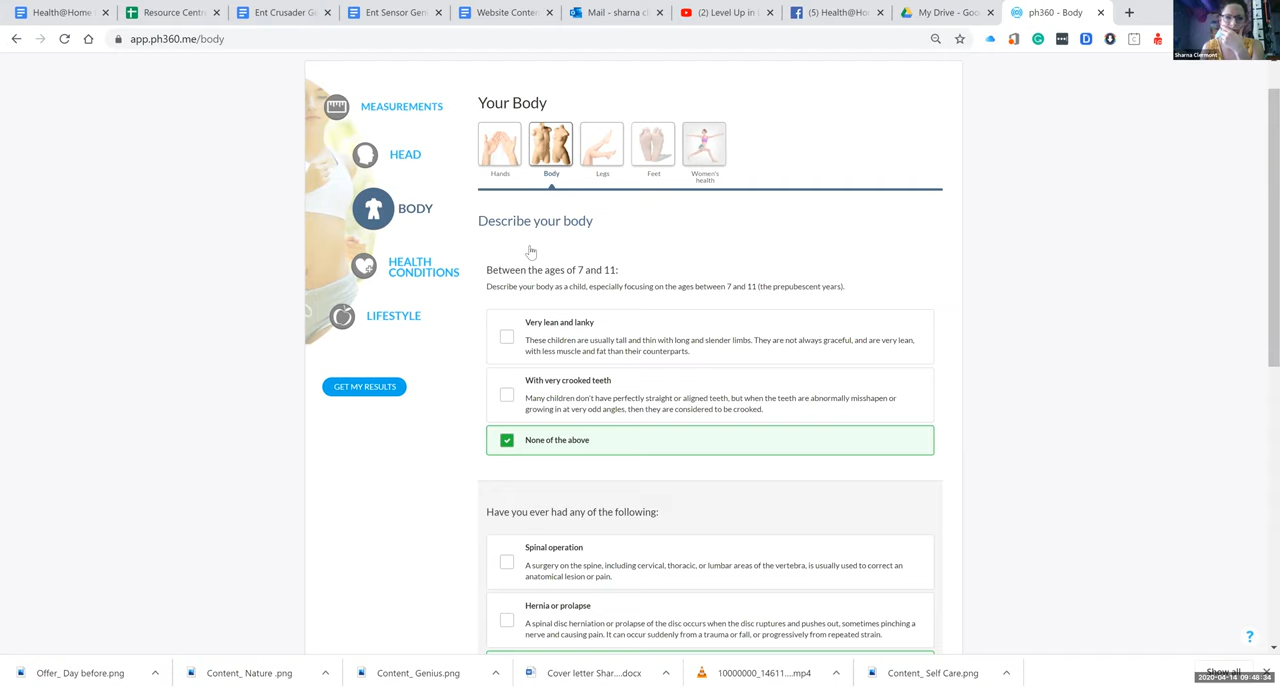 Health@Home
Resource Centr
Ent Crusader Ge
Ent Sensor Gen
Website Conten
Mail - sharna c
(2) Level Up in L
(5) Health@Hor
My Drive - Goo
ph360 - Body
app.ph360.me/body
Sharna Clermont
MEASUREMENTS
HEAD
BODY
HEALTH
CONDITIONS
LIFESTYLE
GET MY RESULTS
Your Body
Hands
Body
Legs
Feet
Women's
health
Describe your body
Between the ages of 7 and 11:
Describe your body as a child, especially focusing on the ages between 7 and 11 (the prepubescent years).
Very lean and lanky
These children are usually tall and thin with long and slender limbs. They are not always graceful, and are very lean,
with less muscle and fat than their counterparts.
With very crooked teeth
Many children don't have perfectly straight or aligned teeth, but when the teeth are abnormally misshapen or
growing in at very odd angles, then they are considered to be crooked.
None of the above
Have you ever had any of the following:
Spinal operation
A surgery on the spine, including cervical, thoracic, or lumbar areas of the vertebra, is usually used to correct an
anatomical lesion or pain.
Hernia or prolapse
A spinal disc herniation or prolapse of the disc occurs when the disc ruptures and pushes out, sometimes pinching a
nerve and causing pain. It can occur suddenly from a trauma or fall, or progressively from repeated strain.
?
Offer_ Day before.png
Content_ Nature .png
Content_ Genius.png
Cover letter Shar....docx
10000000_14611....mp4
Content_ Self Care.png
Show all
2020-04-14 09:48:34